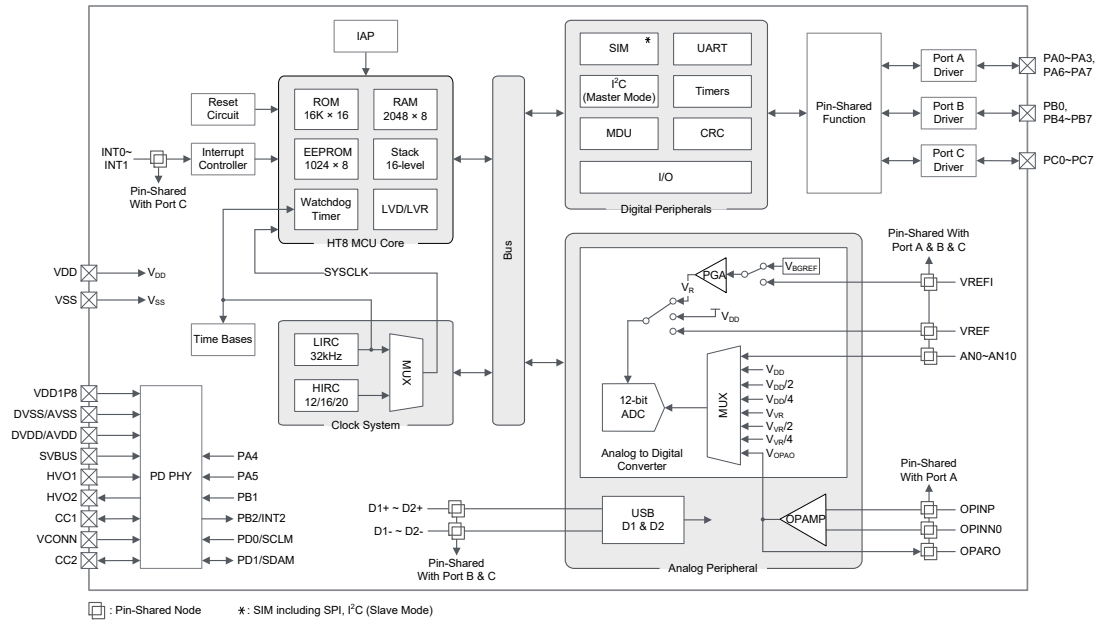 IAP
Reset
Circuit
INT0~
INT1
Interrupt
Controller
Pin-Shared
With Port C
ROM
16K × 16
RAM
2048 × 8
EEPROM
1024 × 8
Stack
16-level
Watchdog
Timer
LVD/LVR
HT8 MCU Core
SYSCLK
VDD
VDD
VSS
VSS
Time Bases
LIRC
32kHz
HIRC
12/16/20
MUX
Clock System
Bus
SIM *
UART
I²C
(Master Mode)
Timers
MDU
CRC
I/O
Digital Peripherals
Pin-Shared
Function
Port A
Driver
PA0~PA3,
PA6~PA7
Port B
Driver
PB0,
PB4~PB7
Port C
Driver
PC0~PC7
Pin-Shared With
Port A & B & C
PGA
VBGREF
VREFI
VR
VDD
VREF
AN0~AN10
12-bit
ADC
MUX
VDD
VDD/2
VDD/4
VVR
VVR/2
VVR/4
VOPAO
Analog to Digital
Converter
Pin-Shared
With Port A
USB
D1 & D2
OPAMP
OPINP
OPINN0
OPARO
Analog Peripheral
D1+ ~ D2+
D1- ~ D2-
Pin-Shared
With Port B & C
VDD1P8
DVSS/AVSS
DVDD/AVDD
SVBUS
HVO1
HVO2
CC1
VCONN
CC2
PD PHY
PA4
PA5
PB1
PB2/INT2
PD0/SCLM
PD1/SDAM
: Pin-Shared Node
*: SIM including SPI, I²C (Slave Mode)